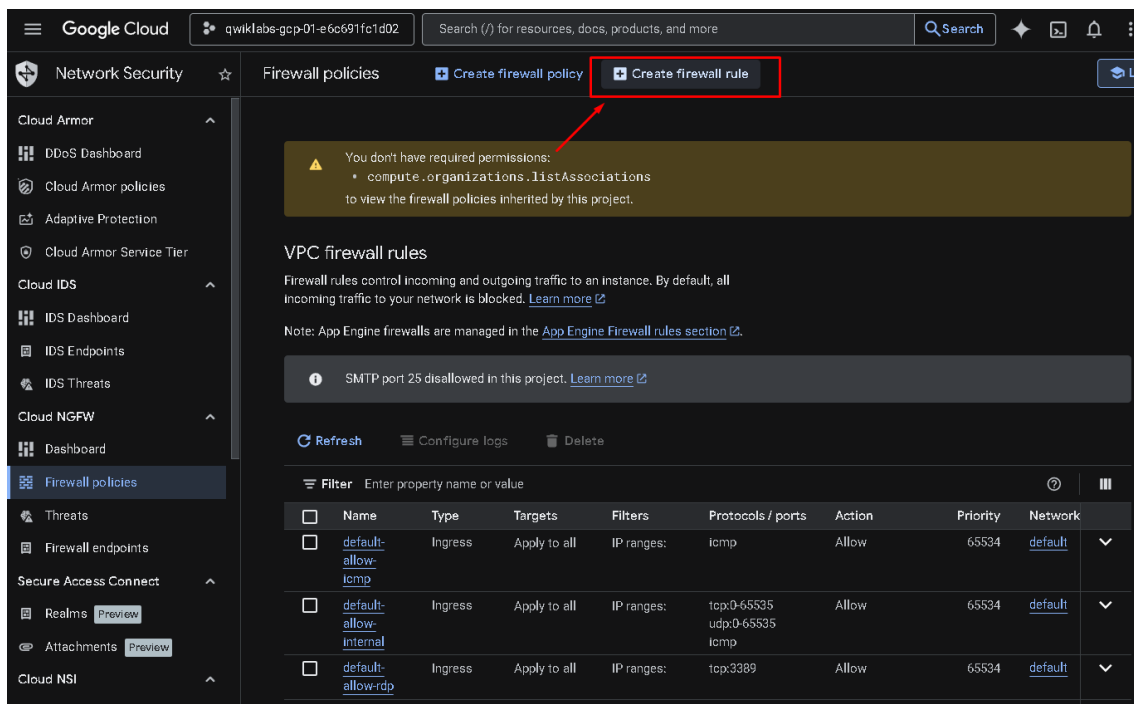 Google Cloud
qwiklabs-gcp-01-e6c691fc1d02
Search (/) for resources, docs, products, and more
Search
Network Security
Firewall policies
Create firewall policy
Create firewall rule
L
Cloud Armor
DDoS Dashboard
Cloud Armor policies
Adaptive Protection
Cloud Armor Service Tier
Cloud IDS
IDS Dashboard
IDS Endpoints
IDS Threats
Cloud NGFW
Dashboard
Firewall policies
Threats
Firewall endpoints
Secure Access Connect
Realms Preview
Attachments Preview
Cloud NSI
You don't have required permissions:
• compute.organizations.listAssociations
to view the firewall policies inherited by this project.
VPC firewall rules
Firewall rules control incoming and outgoing traffic to an instance. By default, all
incoming traffic to your network is blocked. Learn more
Note: App Engine firewalls are managed in the App Engine Firewall rules section.
SMTP port 25 disallowed in this project. Learn more
Refresh Configure logs Delete
Filter Enter property name or value
Name Type Targets Filters Protocols / ports Action Priority Network
default- Ingress Apply to all IP ranges: icmp Allow 65534 default
allow-
icmp
default- Ingress Apply to all IP ranges: tcp:0-65535 Allow 65534 default
allow- udp:0-65535
internal icmp
default- Ingress Apply to all IP ranges: tcp:3389 Allow 65534 default
allow-rdp